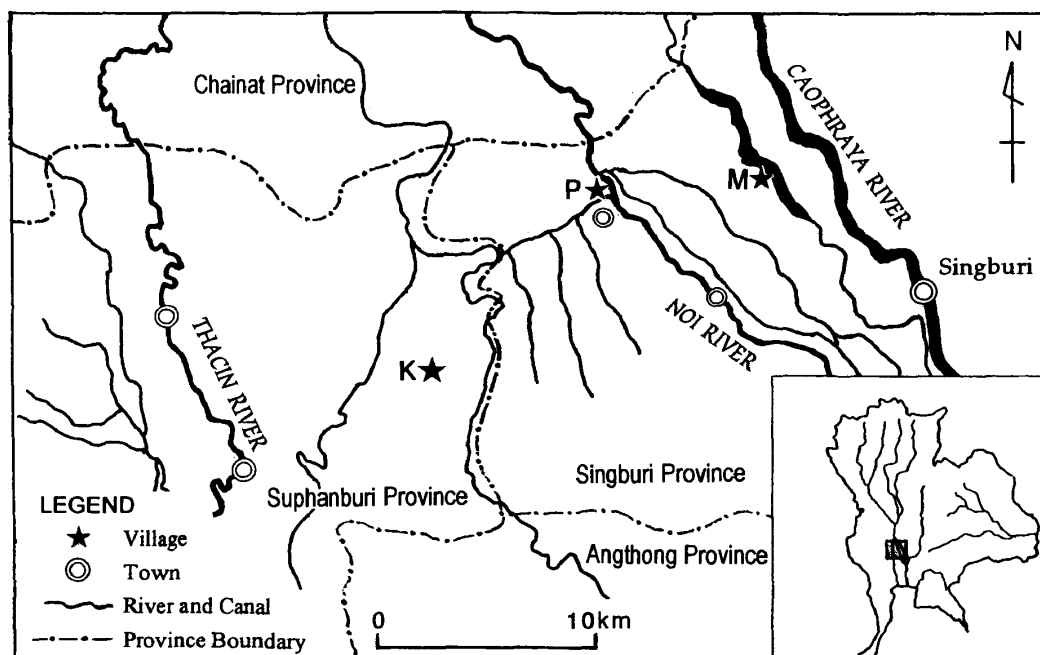 Chainat Province
N
CAOPHRAYA RIVER
P
M
Singburi
NOI RIVER
THACIN RIVER
K
Suphanburi Province
Singburi Province
Angthong Province
LEGEND
Village
Town
River and Canal
Province Boundary
0 10km